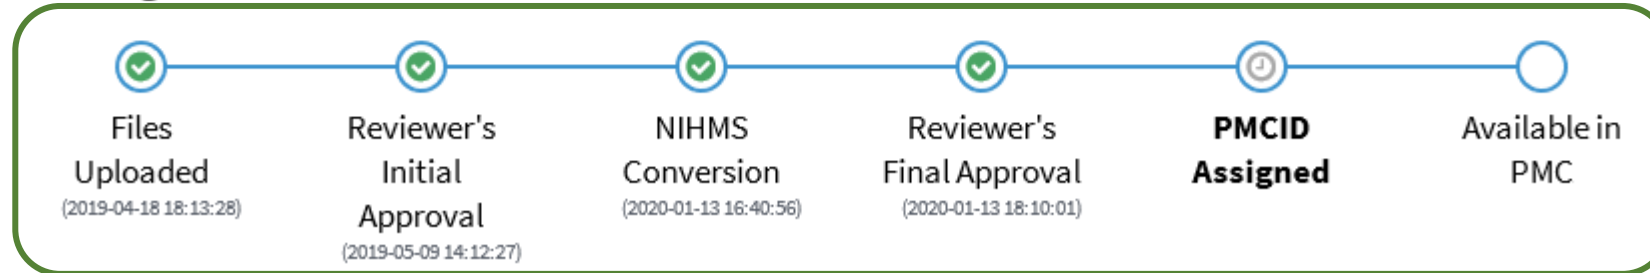 Files
Uploaded
(2019-04-18 18:13:28)
Reviewer's
Initial
Approval
(2019-05-09 14:12:27)
NIHMS
Conversion
(2020-01-13 16:40:56)
Reviewer's
Final Approval
(2020-01-13 18:10:01)
PMCID
Assigned
Available in
PMC